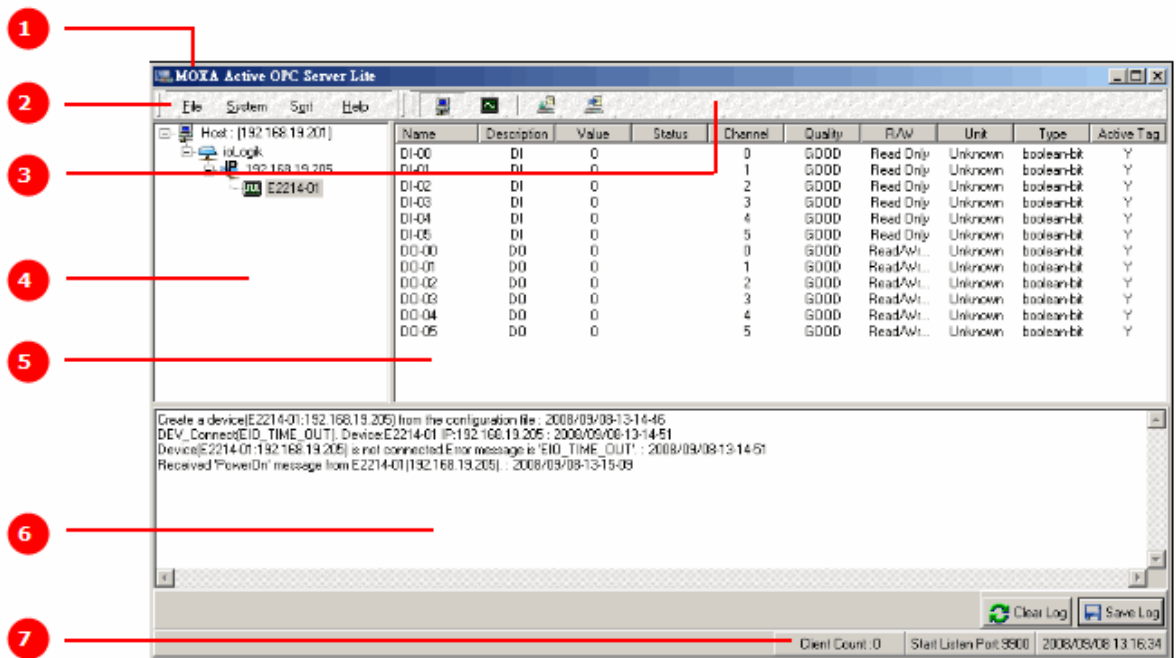 1
MOXA Active OPC Server Lite
2
File System Sort Help
Host : [192.168.19.201]
ioLogik
192.168.19.205
E2214-01
Name Description Value Status Channel Quality R/W Unit Type Active Tag
DI-00 DI 0 0 GOOD Read Only Unknown boolean-bit Y
3
DI-01 DI 0 1 GOOD Read Only Unknown boolean-bit Y
DI-02 DI 0 2 GOOD Read Only Unknown boolean-bit Y
DI-03 DI 0 3 GOOD Read Only Unknown boolean-bit Y
DI-04 DI 0 4 GOOD Read Only Unknown boolean-bit Y
DI-05 DI 0 5 GOOD Read Only Unknown boolean-bit Y
DO-00 DO 0 0 GOOD Read/Wr... Unknown boolean-bit Y
DO-01 DO 0 1 GOOD Read/Wr... Unknown boolean-bit Y
4
DO-02 DO 0 2 GOOD Read/Wr... Unknown boolean-bit Y
DO-03 DO 0 3 GOOD Read/Wr... Unknown boolean-bit Y
DO-04 DO 0 4 GOOD Read/Wr... Unknown boolean-bit Y
DO-05 DO 0 5 GOOD Read/Wr... Unknown boolean-bit Y
5
Create a device(E2214-01:192.168.19.205) from the configuration file : 2008/09/08-13-14-46
DEV_Connect(EIO_TIME_OUT). Device:E2214-01 IP:192.168.19.205 : 2008/09/08-13-14-51
Device(E2214-01:192.168.19.205) is not connected.Error message is 'EIO_TIME_OUT'. : 2008/09/08-13-14-51
Received 'PowerOn' message from E2214-01(192.168.19.205). : 2008/09/08-13-15-09
6
Clear Log Save Log
7
Client Count :0 Start Listen Port:9900 2008/09/08 13:16:34